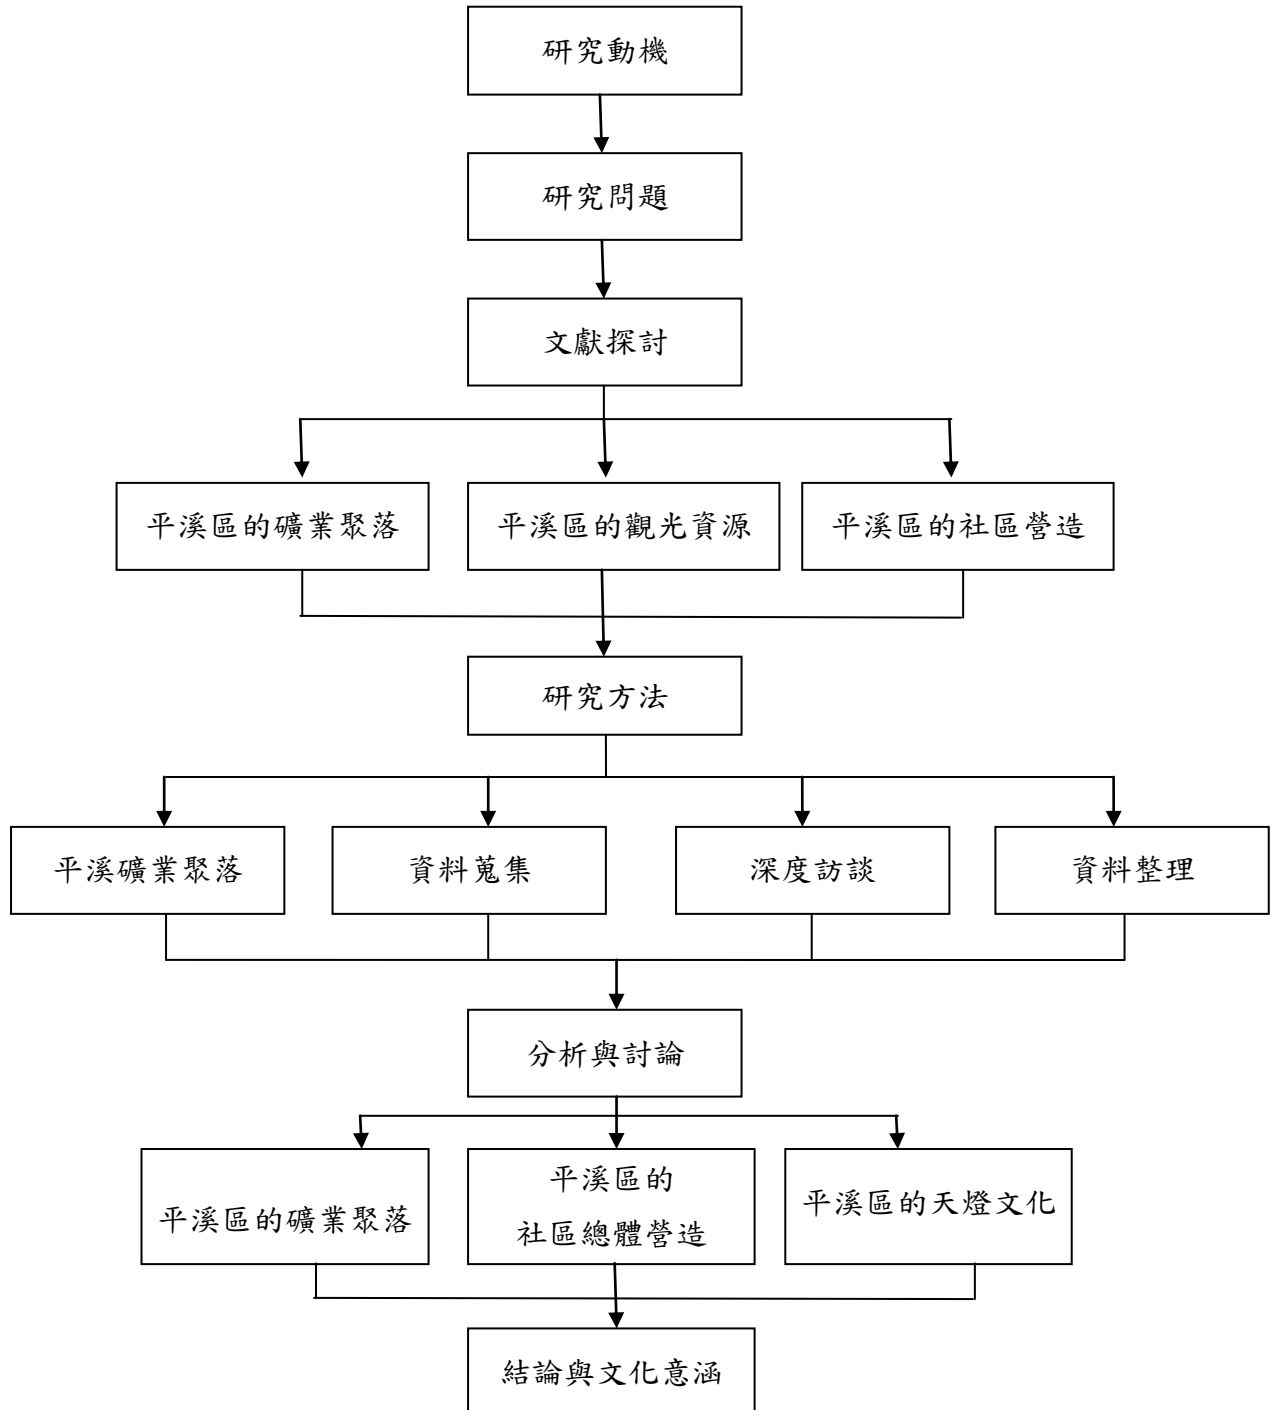 研究動機
研究問題
文獻探討
平溪區的礦業聚落
平溪區的觀光資源
平溪區的社區營造
研究方法
平溪礦業聚落
資料蒐集
深度訪談
資料整理
分析與討論
平溪區的礦業聚落
平溪區的
社區總體營造
平溪區的天燈文化
結論與文化意涵